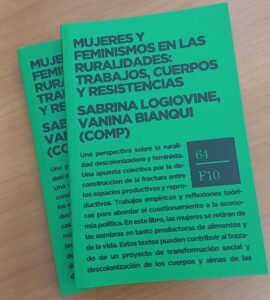 MUJERES Y
FEMINISMOS EN LAS
RURALIDADES:
TRABAJOS, CUERPOS
Y RESISTENCIAS
SABRINA LOGIOVINE,
VANINA BIANQUI
(COMP)
Una perspectiva sobre la rurali-
dad descolonizadora y feminista.
Una apuesta colectiva por la de-
construcción de la fractura entre
los espacios productivos y repro-
ductivos. Trabajos empíricos y reflexiones teóri-
cas para abordar el cuestionamiento a la econo-
mía política. En este libro, las mujeres se retiran de
las sombras en tanto productoras de alimentos y
de la vida. Estos textos pueden contribuir al traza-
do de un proyecto de transformación social y
descolonización de los cuerpos y almas de las
64
F10